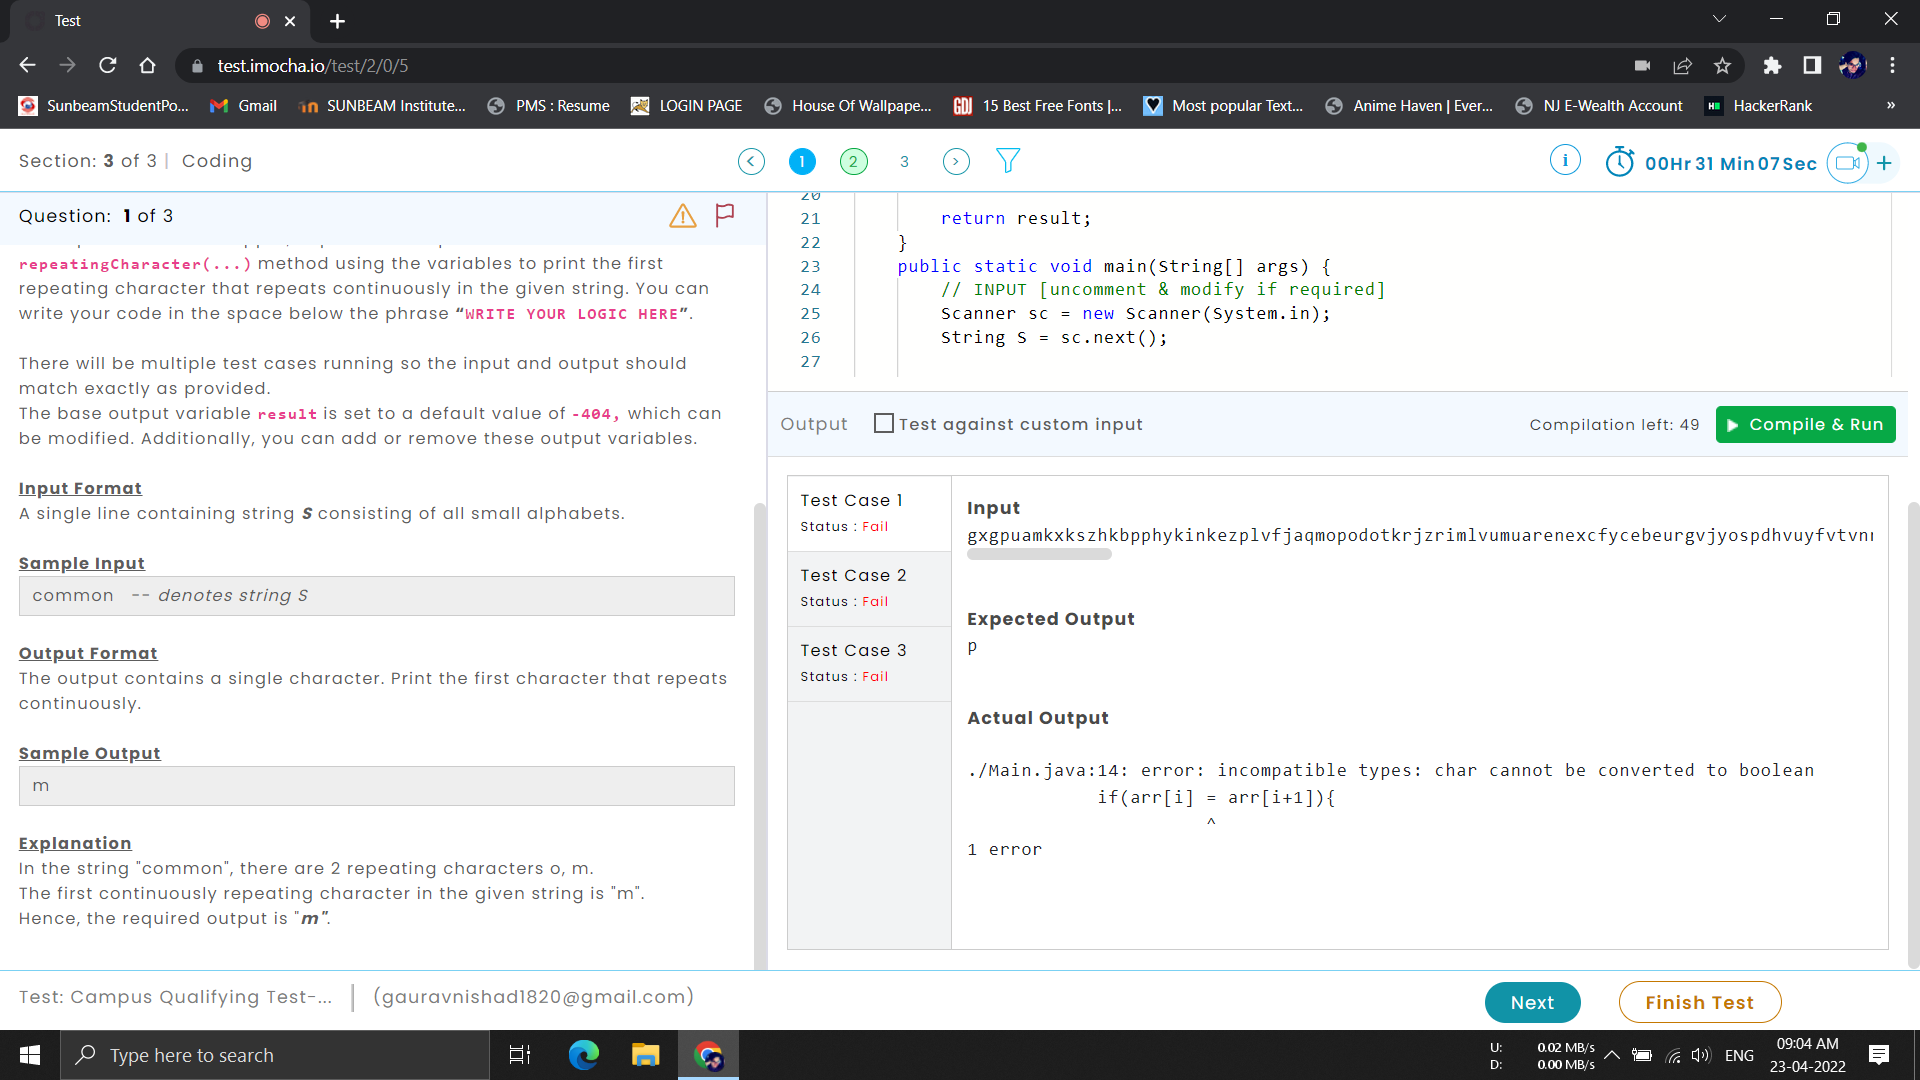 Test
test.imocha.io/test/2/0/5
SunbeamStudentPo...
Gmail
SUNBEAM Institute...
PMS : Resume
LOGIN PAGE
House Of Wallpape...
GDJ
15 Best Free Fonts |...
Most popular Text...
Anime Haven | Ever...
NJ E-Wealth Account
HackerRank
»
Section: 3 of 3 | Coding
1
2
3
i
00Hr 31 Min 07Sec
+
Question: 1 of 3
repeatingCharacter(...) method using the variables to print the first
repeating character that repeats continuously in the given string. You can
write your code in the space below the phrase “WRITE YOUR LOGIC HERE”.
There will be multiple test cases running so the input and output should
match exactly as provided.
The base output variable result is set to a default value of -404, which can
be modified. Additionally, you can add or remove these output variables.
Input Format
A single line containing string S consisting of all small alphabets.
Sample Input
common -- denotes string S
Output Format
The output contains a single character. Print the first character that repeats
continuously.
Sample Output
m
Explanation
In the string "common", there are 2 repeating characters o, m.
The first continuously repeating character in the given string is "m".
Hence, the required output is "m".
20
21 return result;
22 }
23 public static void main(String[] args) {
24 // INPUT [uncomment & modify if required]
25 Scanner sc = new Scanner(System.in);
26 String S = sc.next();
27
Output
Test against custom input
Compilation left: 49
Compile & Run
Test Case 1
Status : Fail
Test Case 2
Status : Fail
Test Case 3
Status : Fail
Input
gxgpuamkxkszhkbpphykinkezplvfjaqmopodotkrjzrimlvumuarenexcfycebeurgvjyospdhvuyfvtvn
Expected Output
p
Actual Output
./Main.java:14: error: incompatible types: char cannot be converted to boolean
if(arr[i] = arr[i+1]){
^
1 error
Test: Campus Qualifying Test-...
(gauravnishad1820@gmail.com)
Next
Finish Test
Type here to search
U: 0.02 MB/s
D: 0.00 MB/s
ENG
09:04 AM
23-04-2022